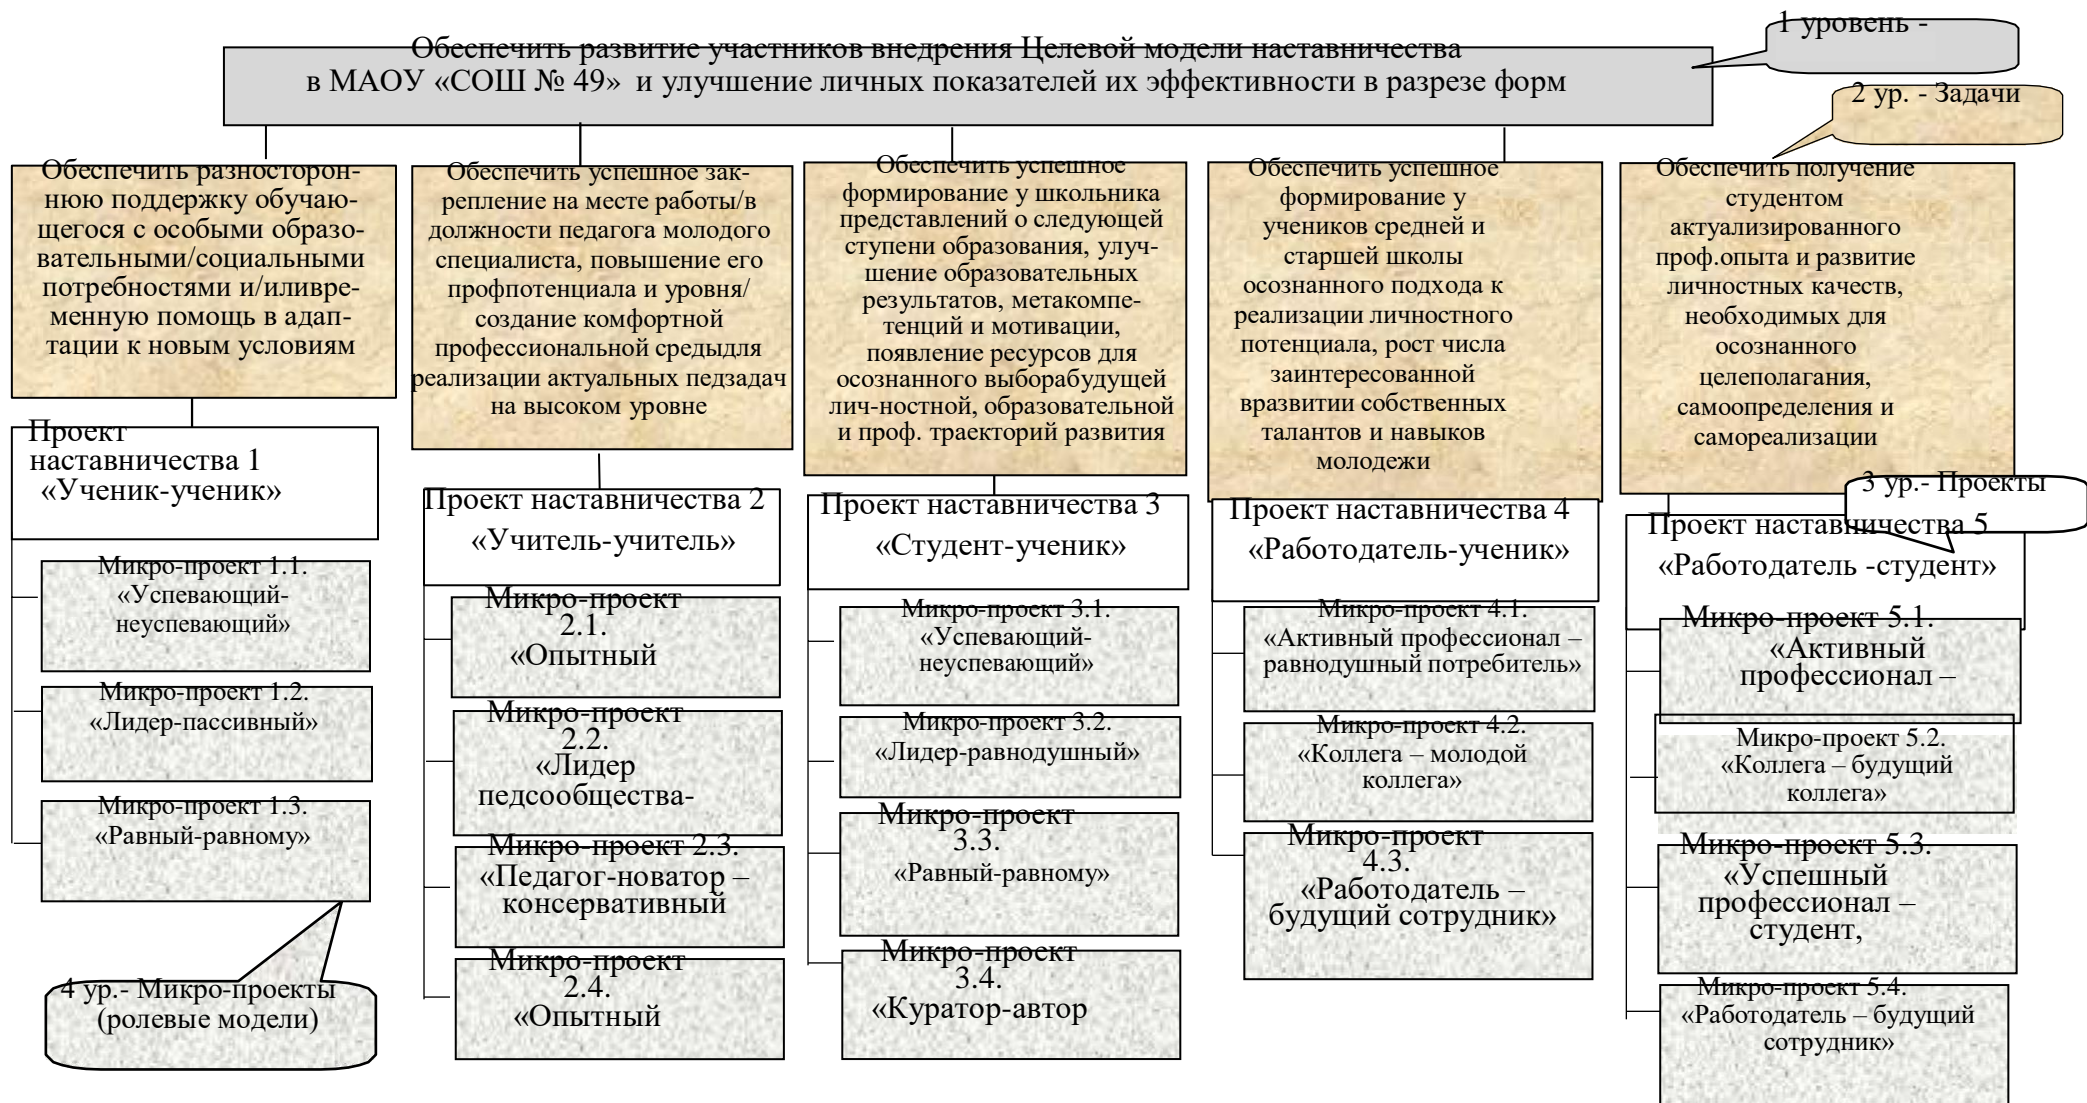 Обеспечить развитие участников внедрения Целевой модели наставничества
в МАОУ «СОШ № 49» и улучшение личных показателей их эффективности в разрезе форм
1 уровень -
2 ур. - Задачи
Обеспечить разносторон-
нюю поддержку обучаю-
щегося с особыми образо-
вательными/социальными
потребностями и/иливре-
менную помощь в адап-
тации к новым условиям
Проект
наставничества 1
«Ученик-ученик»
Микро-проект 1.1.
«Успевающий-
неуспевающий»
Микро-проект 1.2.
«Лидер-пассивный»
Микро-проект 1.3.
«Равный-равному»
4 ур.- Микро-проекты
(ролевые модели)
Обеспечить успешное зак-
репление на месте работы/в
должности педагога молодого
специалиста, повышение его
профпотенциала и уровня/
создание комфортной
профессиональной средыдля
реализации актуальных педзадач
на высоком уровне
Проект наставничества 2
«Учитель-учитель»
Микро-проект
2.1.
«Опытный
Микро-проект
2.2.
«Лидер
педсообщества-
Микро-проект 2.3.
«Педагог-новатор –
консервативный
Микро-проект
2.4.
«Опытный
Обеспечить успешное
формирование у школьника
представлений о следующей
ступени образования, улуч-
шение образовательных
результатов, метакомпе-
тенций и мотивации,
появление ресурсов для
осознанного выборабудущей
лич-ностной, образовательной
и проф. траекторий развития
Проект наставничества 3
«Студент-ученик»
Микро-проект 3.1.
«Успевающий-
неуспевающий»
Микро-проект 3.2.
«Лидер-равнодушный»
Микро-проект
3.3.
«Равный-равному»
Микро-проект
3.4.
«Куратор-автор
Обеспечить успешное
формирование у
учеников средней и
старшей школы
осознанного подхода к
реализации личностного
потенциала, рост числа
заинтересованной
вразвитии собственных
талантов и навыков
молодежи
Проект наставничества 4
«Работодатель-ученик»
Микро-проект 4.1.
«Активный профессионал –
равнодушный потребитель»
Микро-проект 4.2.
«Коллега – молодой
коллега»
Микро-проект
4.3.
«Работодатель –
будущий сотрудник»
Обеспечить получение
студентом
актуализированного
проф.опыта и развитие
личностных качеств,
необходимых для
осознанного
целеполагания,
самоопределения и
самореализации
3 ур.- Проекты
Проект наставничества 5
«Работодатель -студент»
Микро-проект 5.1.
«Активный
профессионал –
Микро-проект 5.2.
«Коллега – будущий
коллега»
Микро-проект 5.3.
«Успешный
профессионал –
студент,
Микро-проект 5.4.
«Работодатель – будущий
сотрудник»